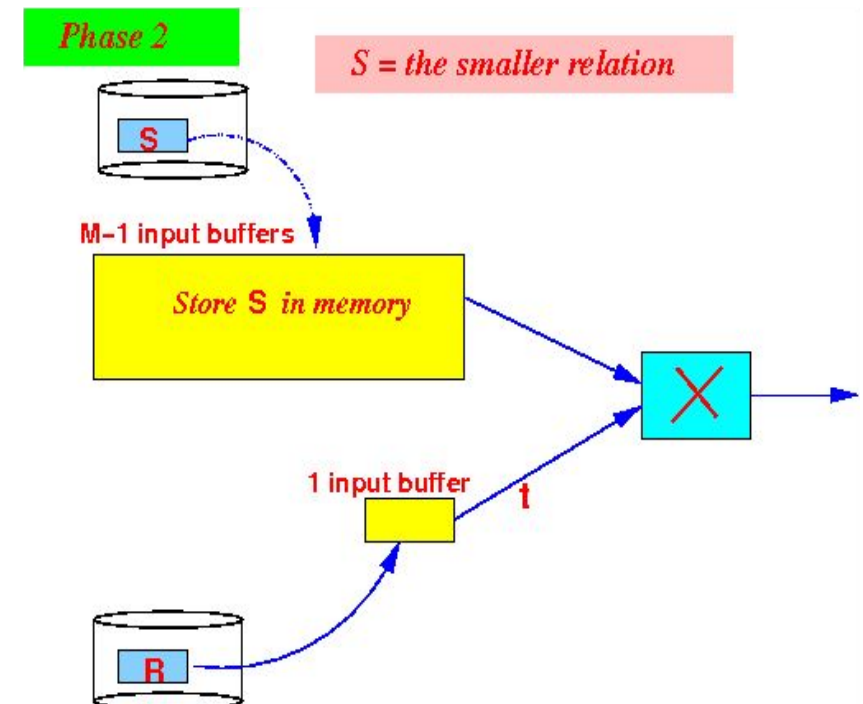 Phase 2
S = the smaller relation
S
M-1 input buffers
Store S in memory
X
1 input buffer
t
R